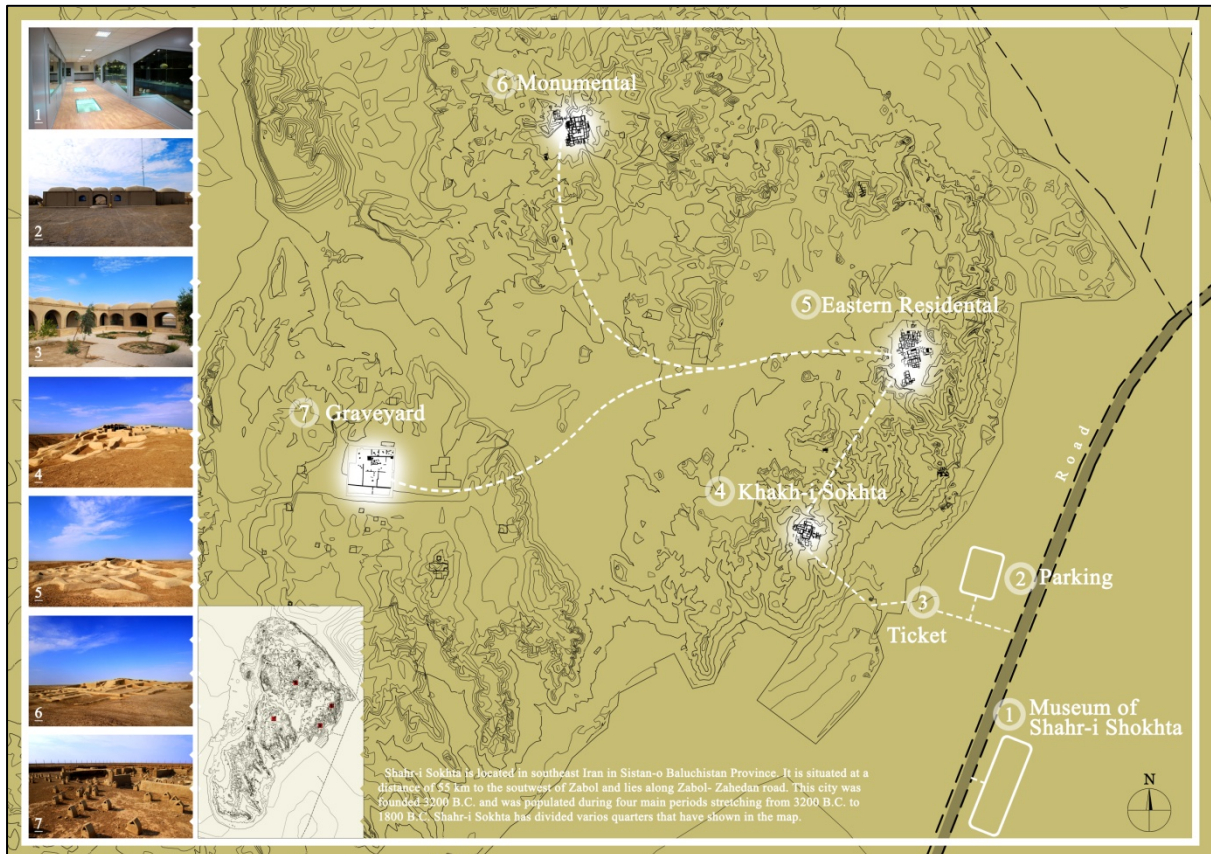 1
2
3
4
5
6
7
6 Monumental
5 Eastern Residental
7 Graveyard
4 Khakh-i Sokhta
Road
2 Parking
3
Ticket
1 Museum of
Shahr-i Shokhta
N
Shahr-i Sokhta is located in southeast Iran in Sistan-o Baluchistan Province. It is situated at a
distance of 55 km to the soutwest of Zabol and lies along Zabol- Zahedan road. This city was
founded 3200 B.C. and was populated during four main periods stretching from 3200 B.C. to
1800 B.C. Shahr-i Sokhta has divided varios quarters that have shown in the map.